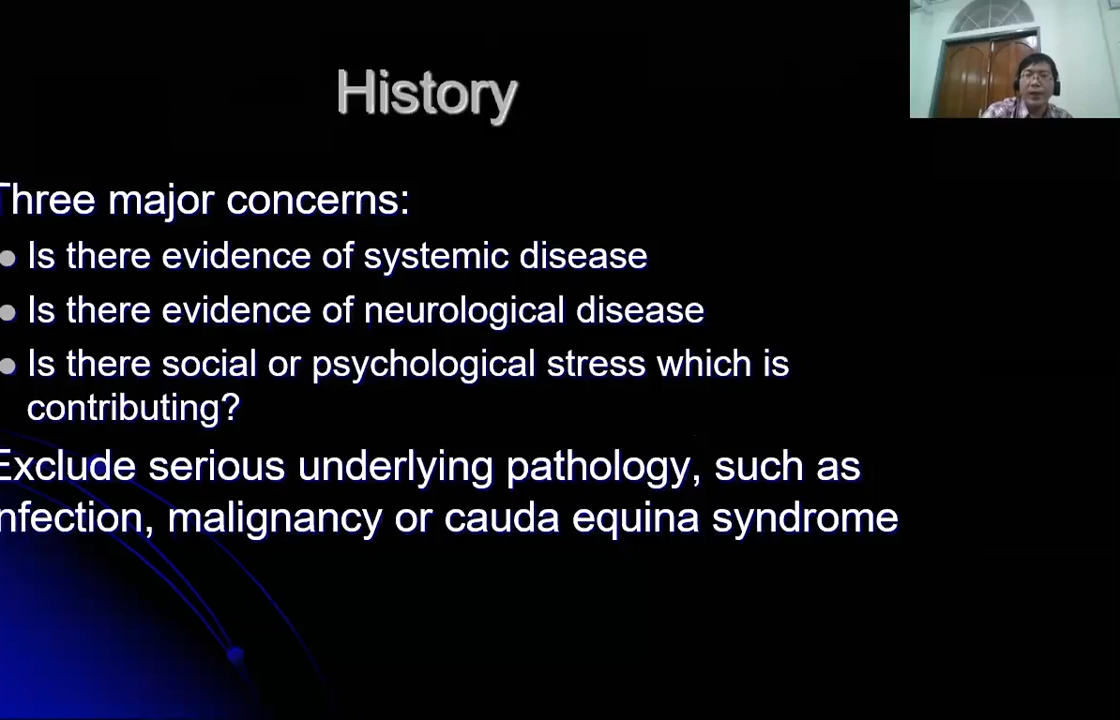 History
Three major concerns:
Is there evidence of systemic disease
Is there evidence of neurological disease
Is there social or psychological stress which is
contributing?
Exclude serious underlying pathology, such as
infection, malignancy or cauda equina syndrome